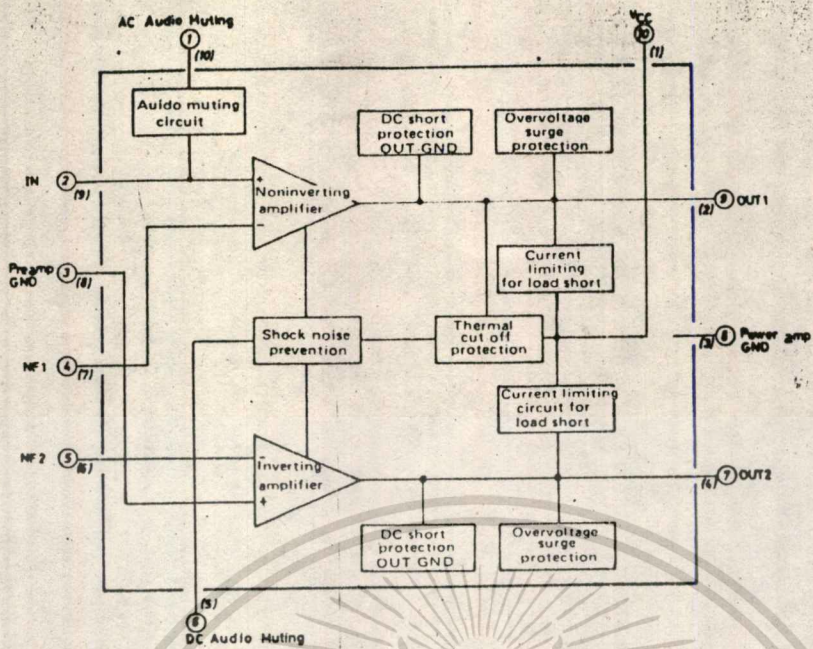 AC Audio Muting
1
(10)
VCC
10
(1)
Auido muting
circuit
DC short
protection
OUT GND
Overvoltage
surge
protection
IN 2
(9)
+
Noninverting
amplifier
-
9 OUT1
(2)
Preamp
GND
3
(8)
Current
limiting
for load short
Shock noise
prevention
Thermal
cut off
protection
8 Power amp
GND
(3)
NF1 4
(7)
Current limiting
circuit for
load short
NF2 5
(6)
-
Inverting
amplifier
+
7 OUT2
(4)
DC short
protection
OUT GND
Overvoltage
surge
protection
(5)
6
DC Audio Muting